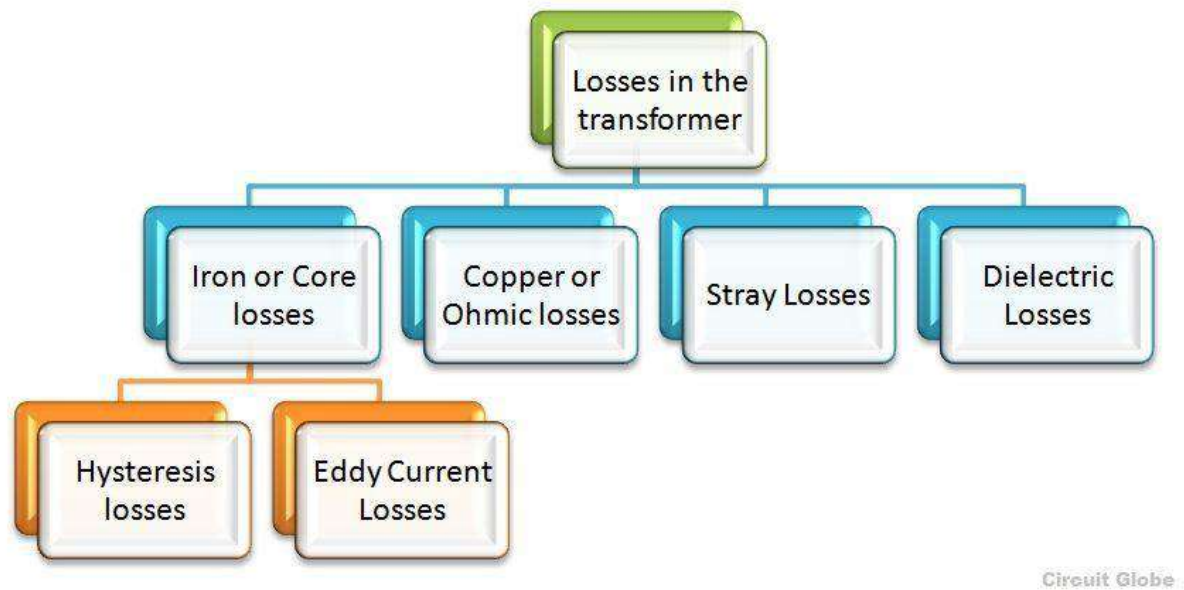 Losses in the
transformer
Iron or Core
losses
Copper or
Ohmic losses
Stray Losses
Dielectric
Losses
Hysteresis
losses
Eddy Current
Losses
Circuit Globe